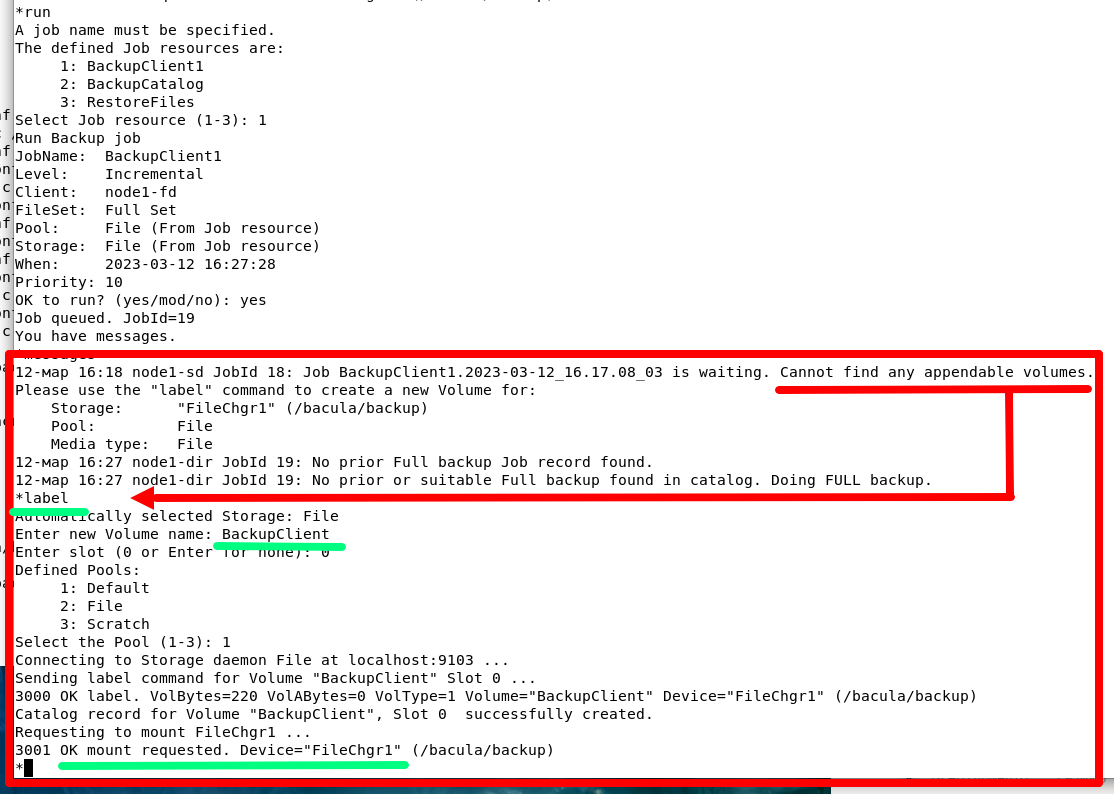 *run
A job name must be specified.
The defined Job resources are:
     1: BackupClient1
     2: BackupCatalog
     3: RestoreFiles
Select Job resource (1-3): 1
Run Backup job
JobName:  BackupClient1
Level:    Incremental
Client:   node1-fd
FileSet:  Full Set
Pool:     File (From Job resource)
Storage:  File (From Job resource)
When:     2023-03-12 16:27:28
Priority: 10
OK to run? (yes/mod/no): yes
Job queued. JobId=19
You have messages.
*messages
12-мар 16:18 node1-sd JobId 18: Job BackupClient1.2023-03-12_16.17.08_03 is waiting. Cannot find any appendable volumes.
Please use the "label" command to create a new Volume for:
    Storage:      "FileChgr1" (/bacula/backup)
    Pool:         File
    Media type:   File
12-мар 16:27 node1-dir JobId 19: No prior Full backup Job record found.
12-мар 16:27 node1-dir JobId 19: No prior or suitable Full backup found in catalog. Doing FULL backup.
*label
Automatically selected Storage: File
Enter new Volume name: BackupClient
Enter slot (0 or Enter for none): 0
Defined Pools:
     1: Default
     2: File
     3: Scratch
Select the Pool (1-3): 1
Connecting to Storage daemon File at localhost:9103 ...
Sending label command for Volume "BackupClient" Slot 0 ...
3000 OK label. VolBytes=220 VolABytes=0 VolType=1 Volume="BackupClient" Device="FileChgr1" (/bacula/backup)
Catalog record for Volume "BackupClient", Slot 0  successfully created.
Requesting to mount FileChgr1 ...
3001 OK mount requested. Device="FileChgr1" (/bacula/backup)
*